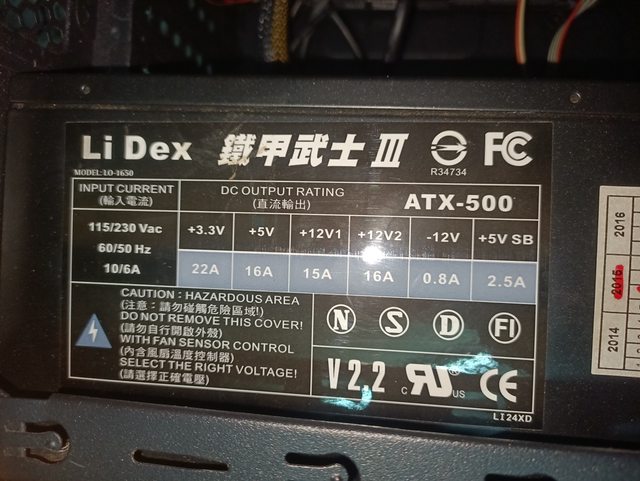 Li Dex 鐵甲武士 III
R34734
FC
MODEL: LO-1650
INPUT CURRENT
(輸入電流)
DC OUTPUT RATING
(直流輸出)
ATX-500
115/230 Vac
60/50 Hz
10/6A
+3.3V +5V +12V1 +12V2 -12V +5V SB
22A 16A 15A 16A 0.8A 2.5A
CAUTION : HAZARDOUS AREA
(注意：請勿碰觸危險區域!)
DO NOT REMOVE THIS COVER!
(請勿自行開啟外殼)
WITH FAN SENSOR CONTROL
(內含風扇溫度控制器)
SELECT THE RIGHT VOLTAGE!
(請選擇正確電壓)
N S D FI
V2.2 c RU US CE
LI24XD
2016
2015
2014